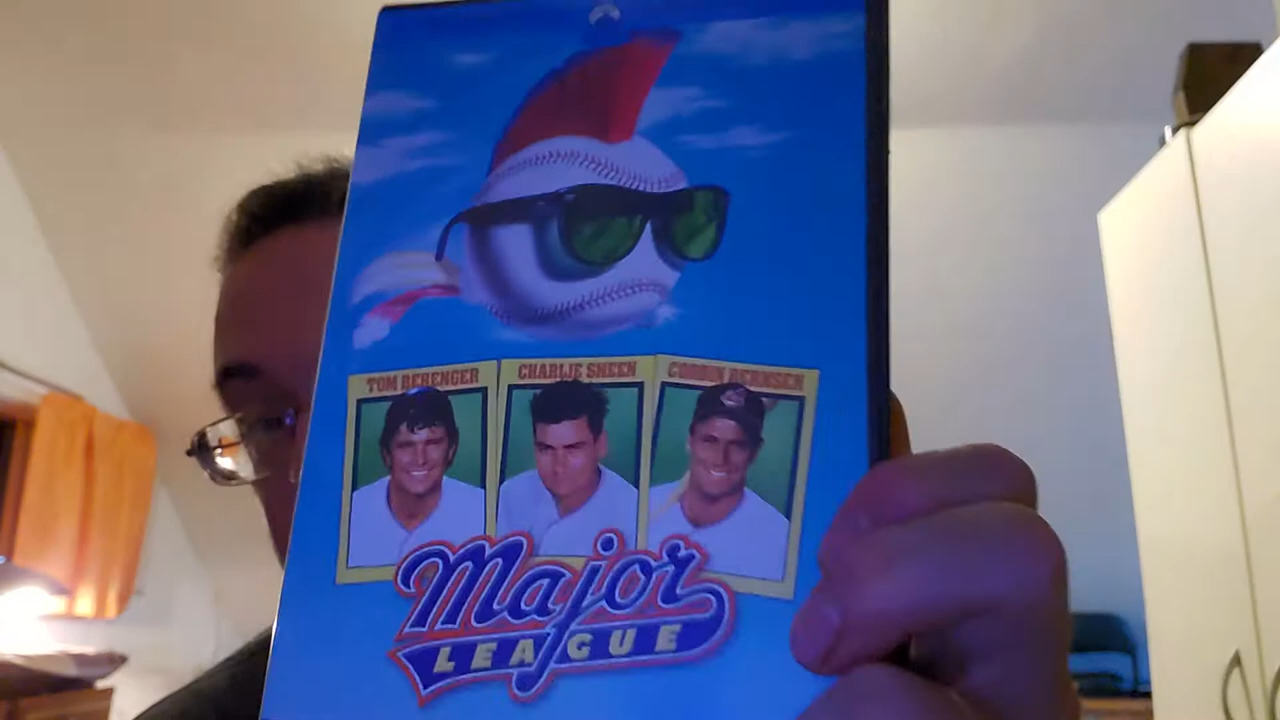 TOM BERENGER
CHARLIE SHEEN
CORBIN BERNSEN
Major
LEAGUE